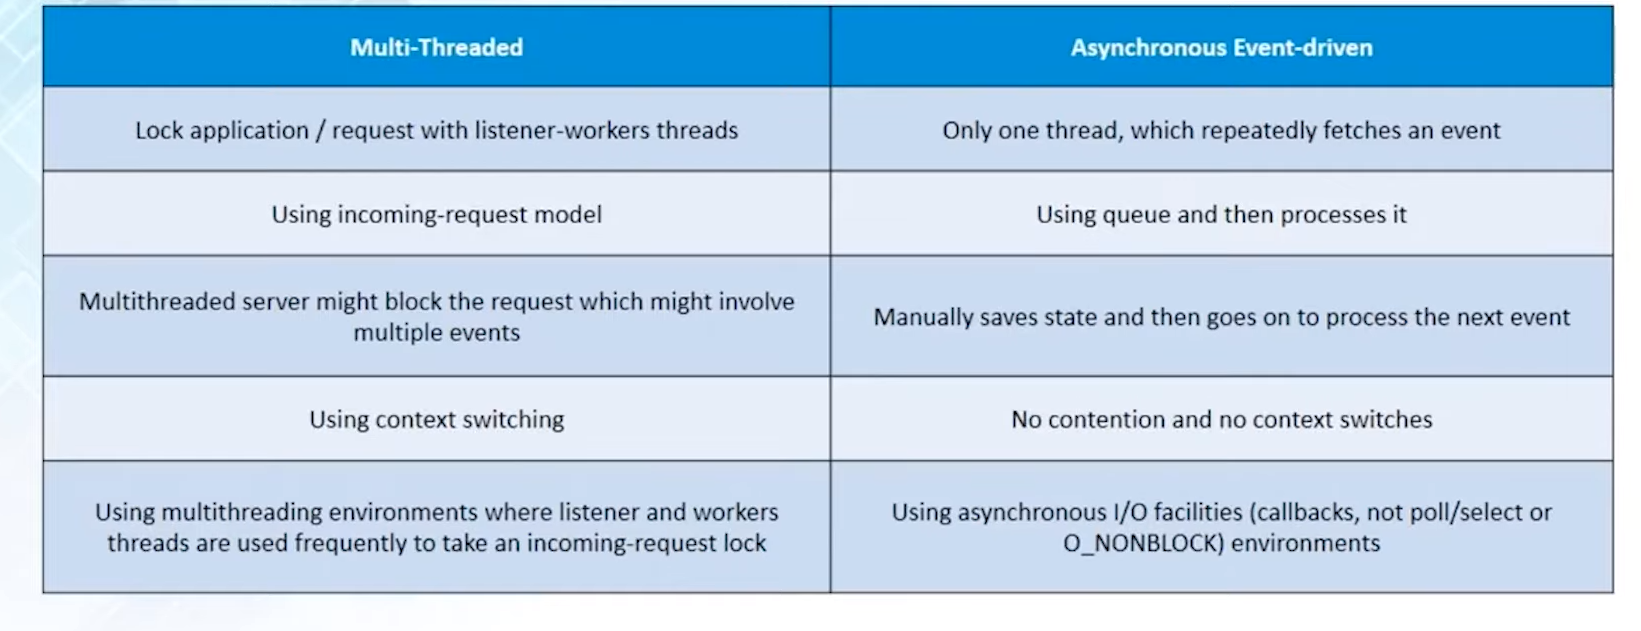 Multi-Threaded
Asynchronous Event-driven
Lock application / request with listener-workers threads
Only one thread, which repeatedly fetches an event
Using incoming-request model
Using queue and then processes it
Multithreaded server might block the request which might involve
multiple events
Manually saves state and then goes on to process the next event
Using context switching
No contention and no context switches
Using multithreading environments where listener and workers
threads are used frequently to take an incoming-request lock
Using asynchronous I/O facilities (callbacks, not poll/select or
O_NONBLOCK) environments